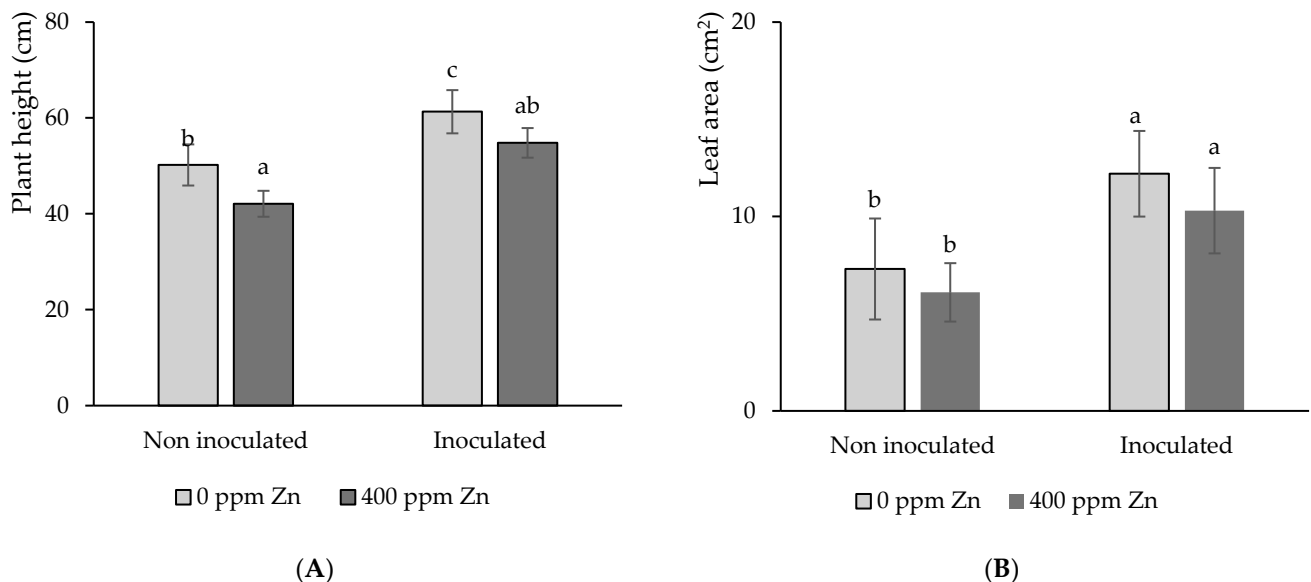 Plant height (cm)
80
60
40
20
0
b
a
c
ab
Non inoculated
Inoculated
0 ppm Zn
400 ppm Zn
(A)
Leaf area (cm²)
20
10
0
b
b
a
a
Non inoculated
Inoculated
0 ppm Zn
400 ppm Zn
(B)